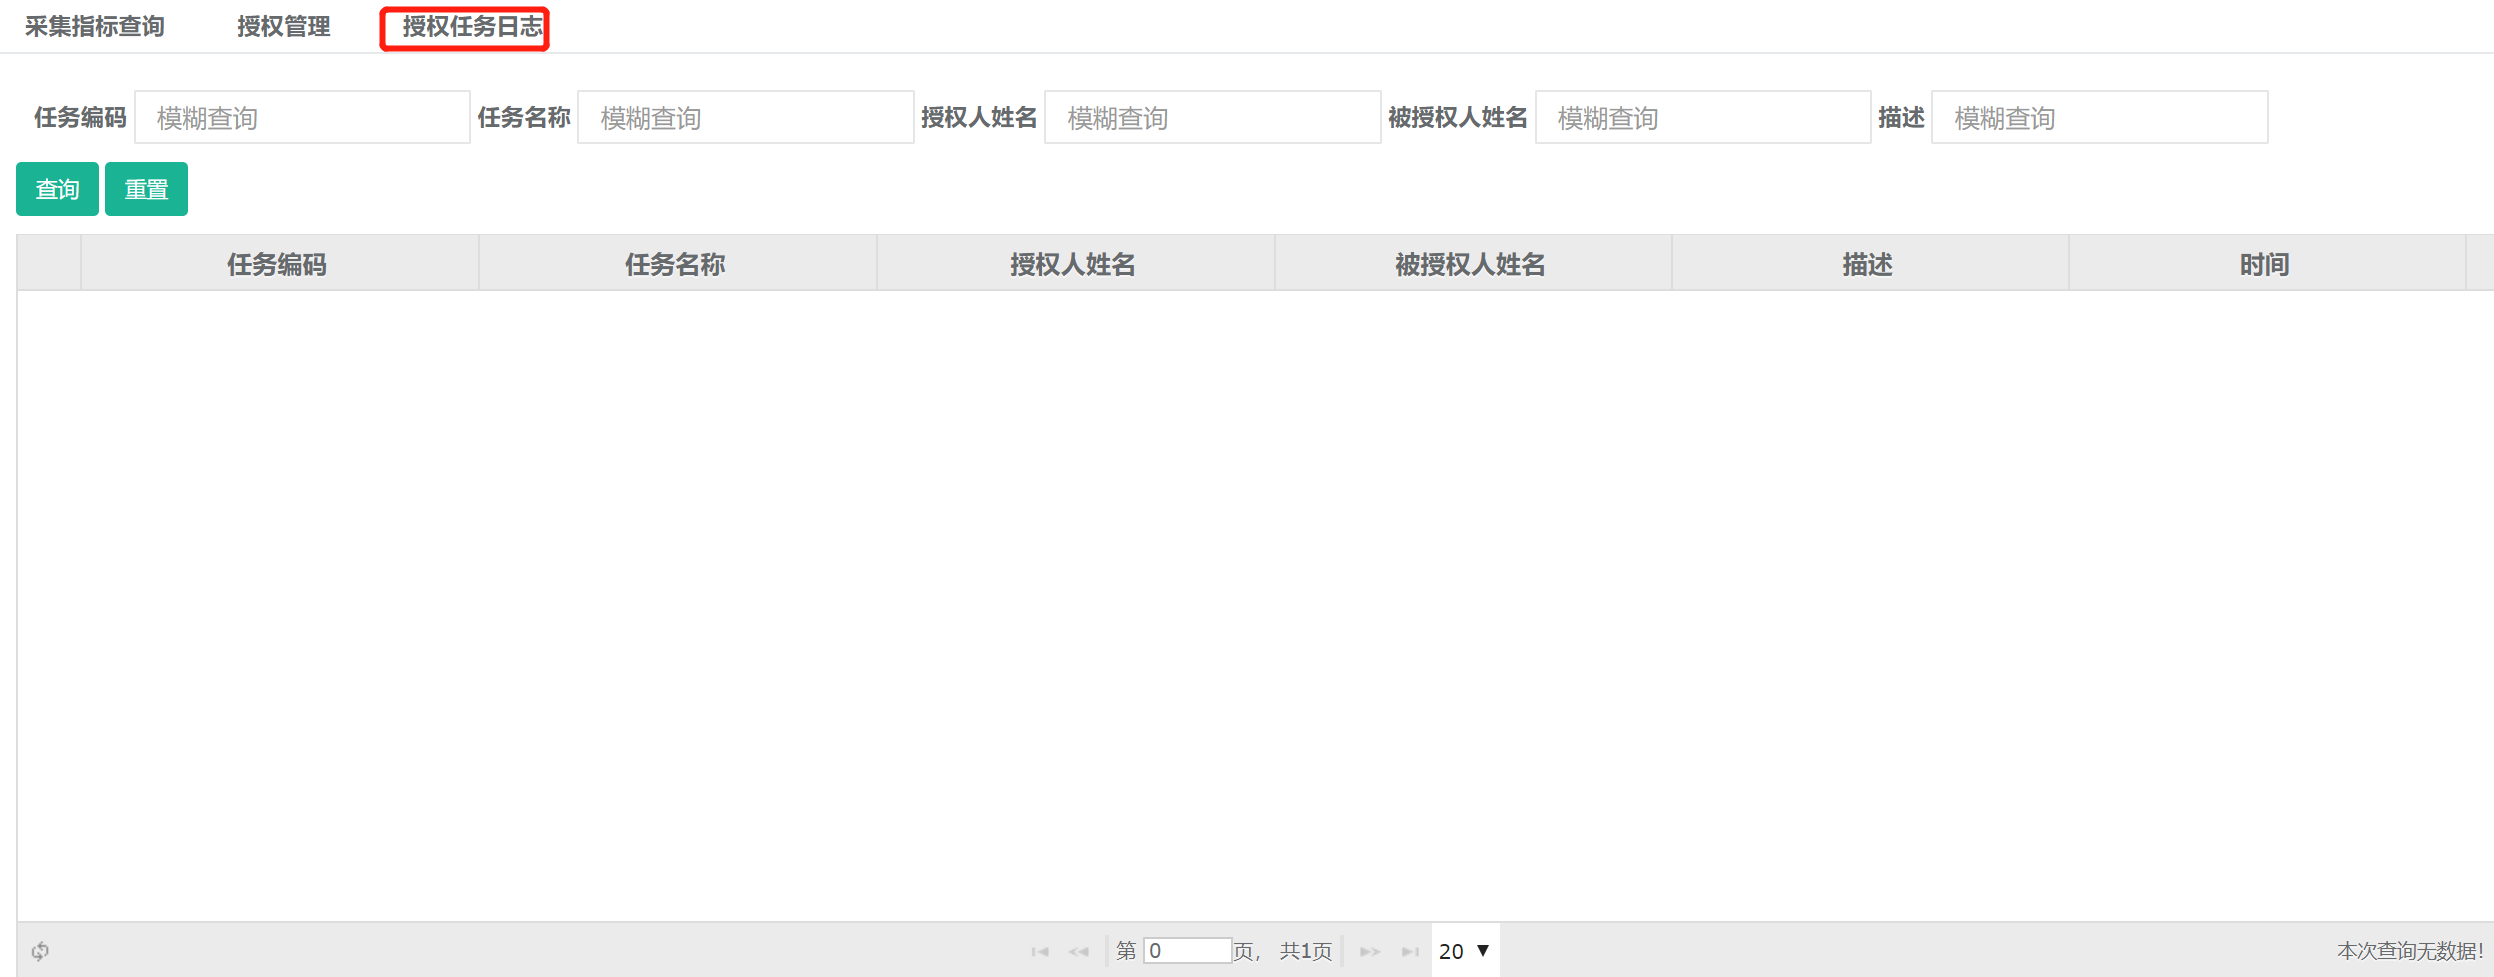 采集指标查询 授权管理 授权任务日志
任务编码 模糊查询 任务名称 模糊查询 授权人姓名 模糊查询 被授权人姓名 模糊查询 描述 模糊查询
查询 重置
任务编码 任务名称 授权人姓名 被授权人姓名 描述 时间
第 0 页, 共1页 20 ▼ 本次查询无数据!